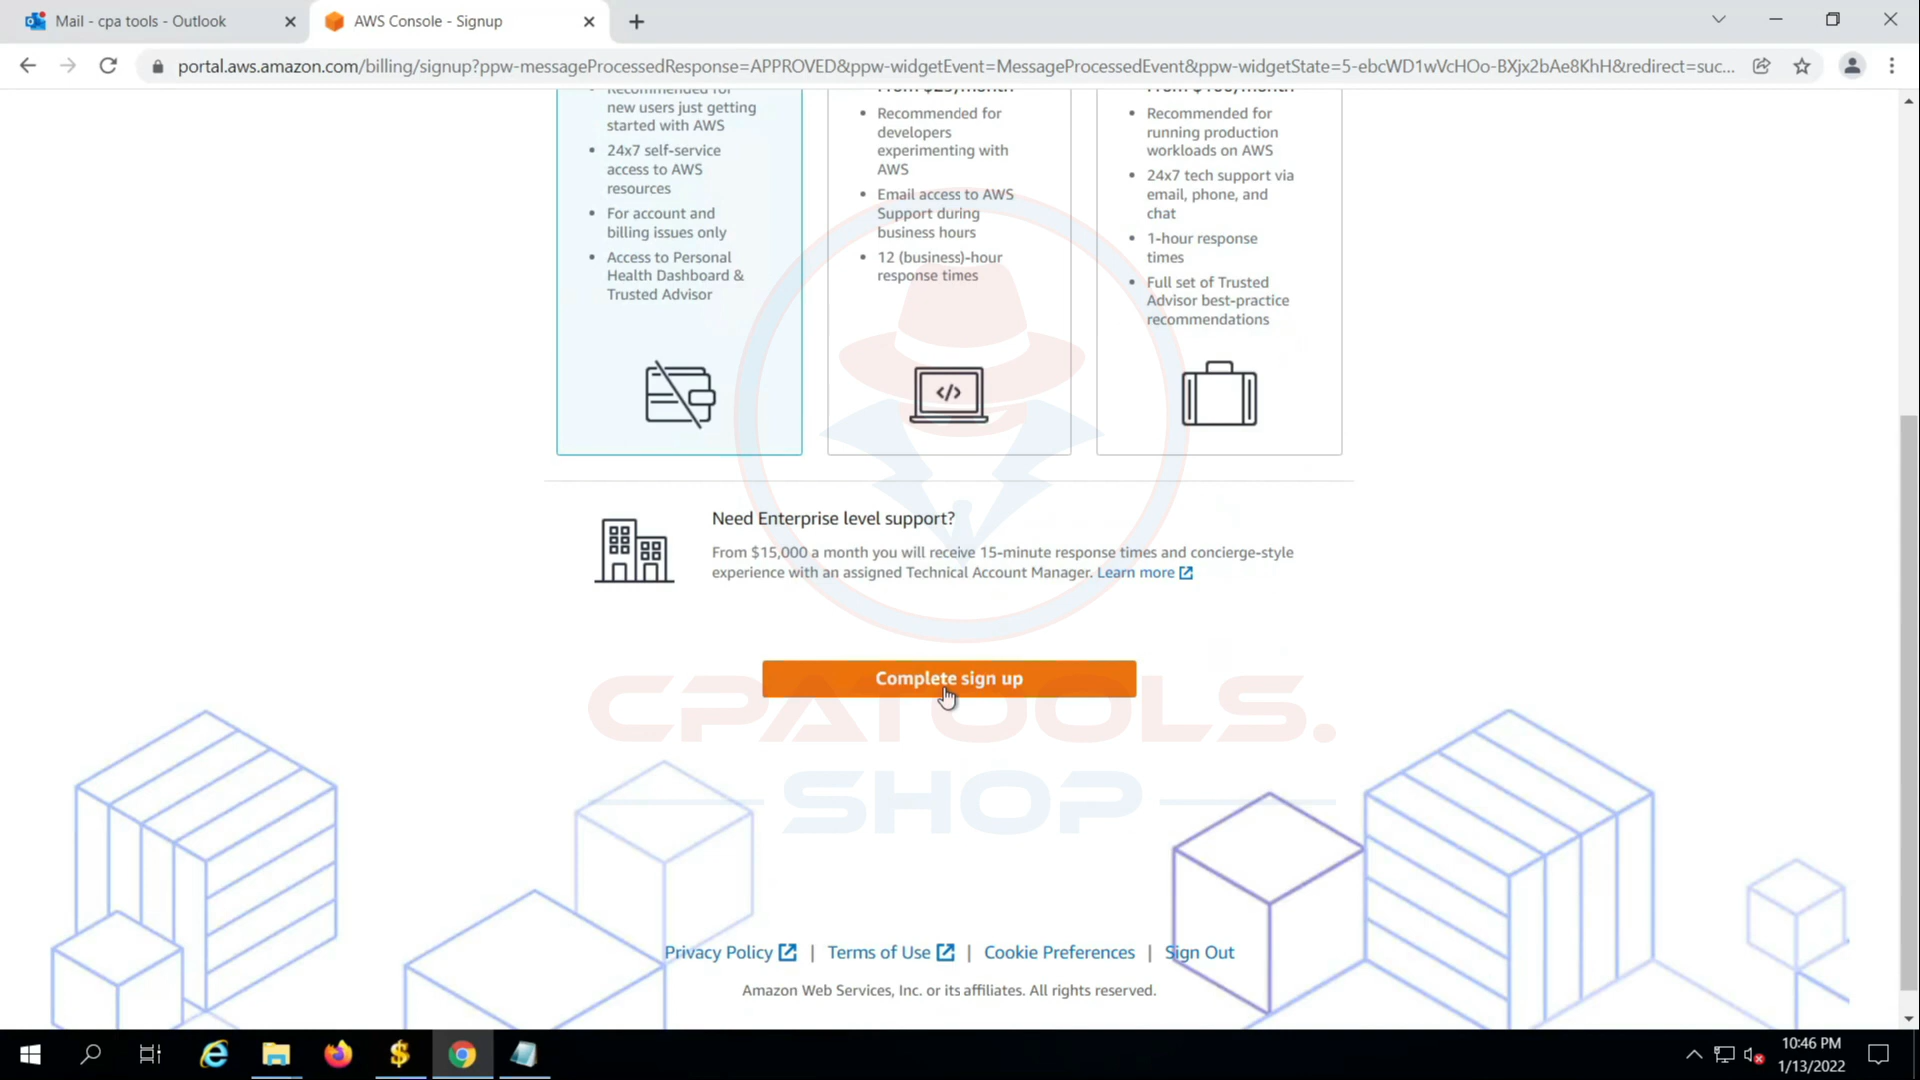 Mail - cpa tools - Outlook
AWS Console - Signup
portal.aws.amazon.com/billing/signup?ppw-messageProcessedResponse=APPROVED&ppw-widgetEvent=MessageProcessedEvent&ppw-widgetState=5-ebcWD1wVcHOo-BXjx2bAe8KhH&redirect=suc...
Recommended for
new users just getting
started with AWS
24x7 self-service
access to AWS
resources
For account and
billing issues only
Access to Personal
Health Dashboard &
Trusted Advisor
From $29/month
Recommended for
developers
experimenting with
AWS
Email access to AWS
Support during
business hours
12 (business)-hour
response times
From $100/month
Recommended for
running production
workloads on AWS
24x7 tech support via
email, phone, and
chat
1-hour response
times
Full set of Trusted
Advisor best-practice
recommendations
</>
Need Enterprise level support?
From $15,000 a month you will receive 15-minute response times and concierge-style
experience with an assigned Technical Account Manager. Learn more
Complete sign up
CPATOOLS.
SHOP
Privacy Policy | Terms of Use | Cookie Preferences | Sign Out
Amazon Web Services, Inc. or its affiliates. All rights reserved.
10:46 PM
1/13/2022